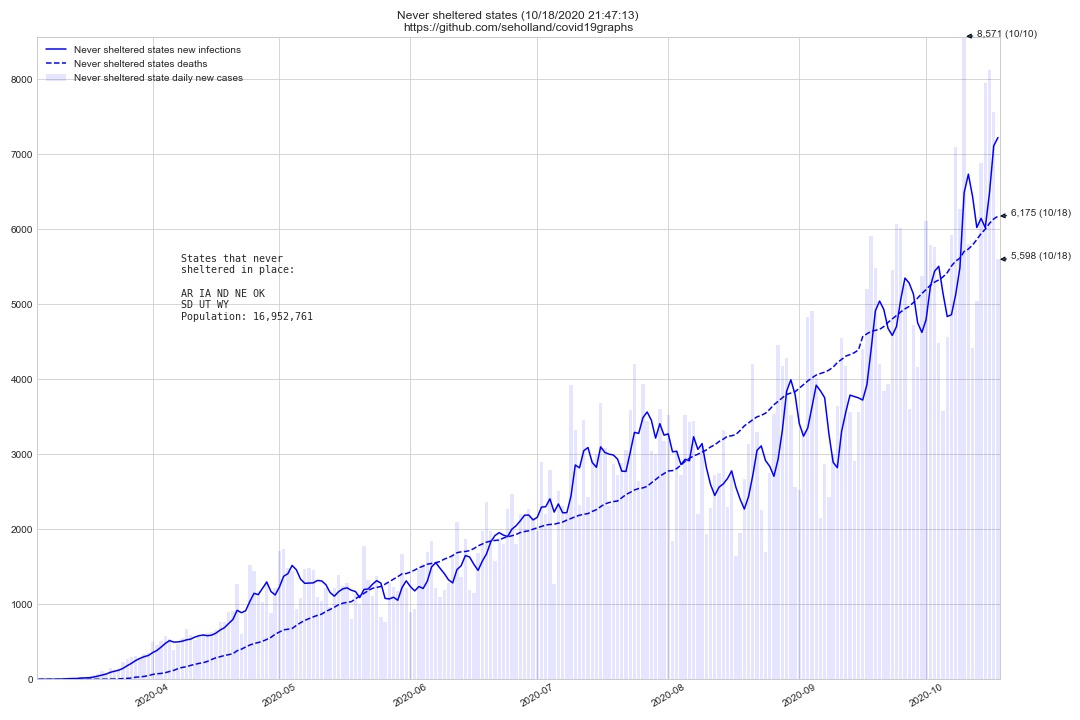 Never sheltered states (10/18/2020 21:47:13)
https://github.com/seholland/covid19graphs
8,571 (10/10)
Never sheltered states new infections
Never sheltered states deaths
Never sheltered state daily new cases
8000
7000
6000
5000
4000
3000
2000
1000
0
6,175 (10/18)
5,598 (10/18)
States that never
sheltered in place:
AR IA ND NE OK
SD UT WY
Population: 16,952,761
2020-04
2020-05
2020-06
2020-07
2020-08
2020-09
2020-10